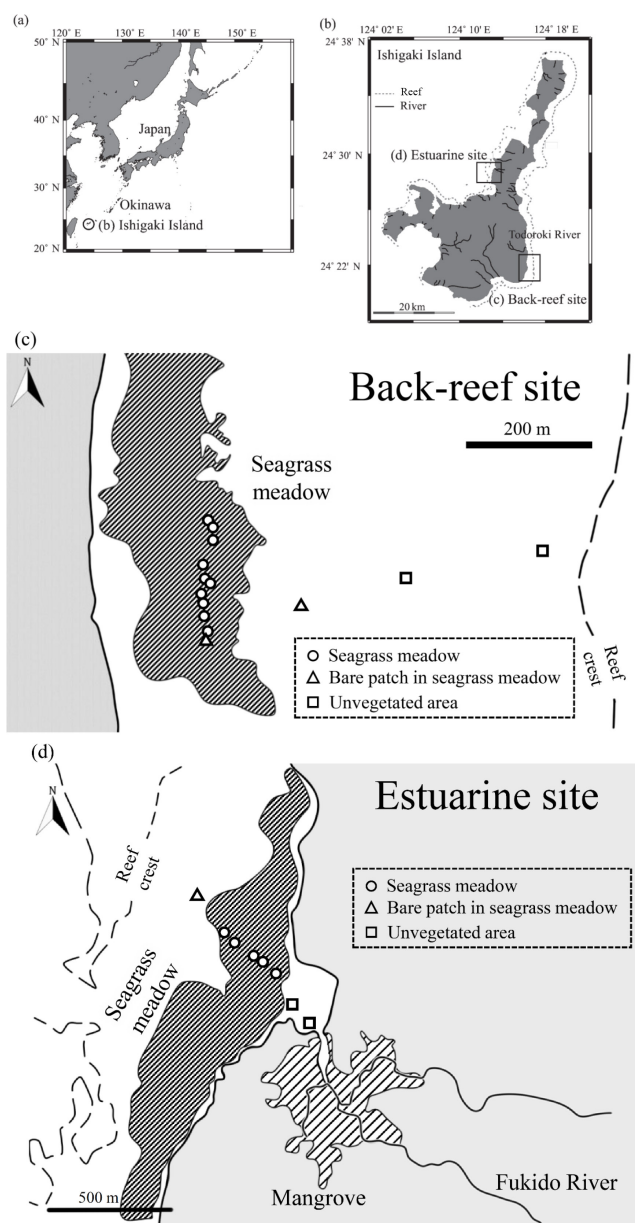 (a)
120° E 130° E 140° E 150° E
50° N
40° N
30° N
20° N
Japan
Okinawa
(b) Ishigaki Island
(b)
124° 02' E 124° 10' E 124° 18' E
24° 38' N
24° 30' N
24° 22' N
Ishigaki Island
Reef
River
(d) Estuarine site
Todoroki River
(c) Back-reef site
20 km
(c)
N
Back-reef site
200 m
Seagrass
meadow
Seagrass meadow
Bare patch in seagrass meadow
Unvegetated area
Reef
crest
(d)
N
Estuarine site
Reef
crest
Seagrass meadow
Bare patch in seagrass meadow
Unvegetated area
Seagrass
meadow
500 m
Mangrove
Fukido River